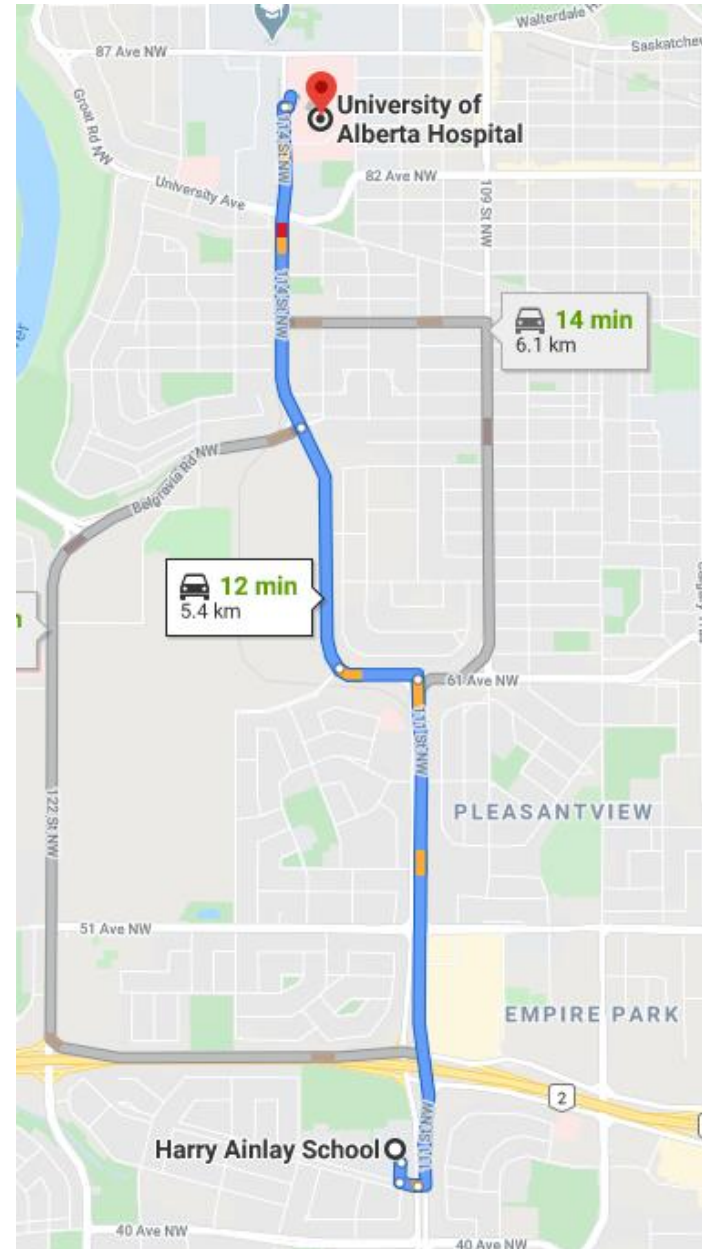 Walterdale H
87 Ave NW
Saskatchew
Groat Rd NW
University of
Alberta Hospital
114 St NW
82 Ave NW
University Ave
109 St NW
114 St NW
14 min
6.1 km
Belgravia Rd NW
12 min
5.4 km
61 Ave NW
111 St NW
122 St NW
PLEASANTVIEW
51 Ave NW
EMPIRE PARK
2
Harry Ainlay School
111 St NW
40 Ave NW
40 Ave NW